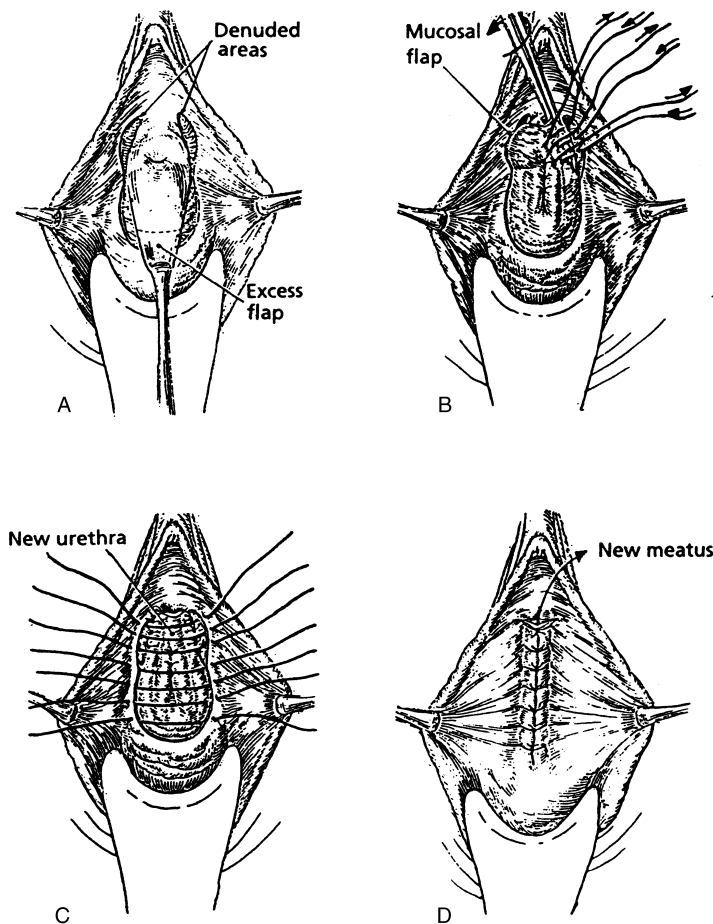 Denuded
areas
Excess
flap
A
Mucosal
flap
B
New urethra
C
New meatus
D